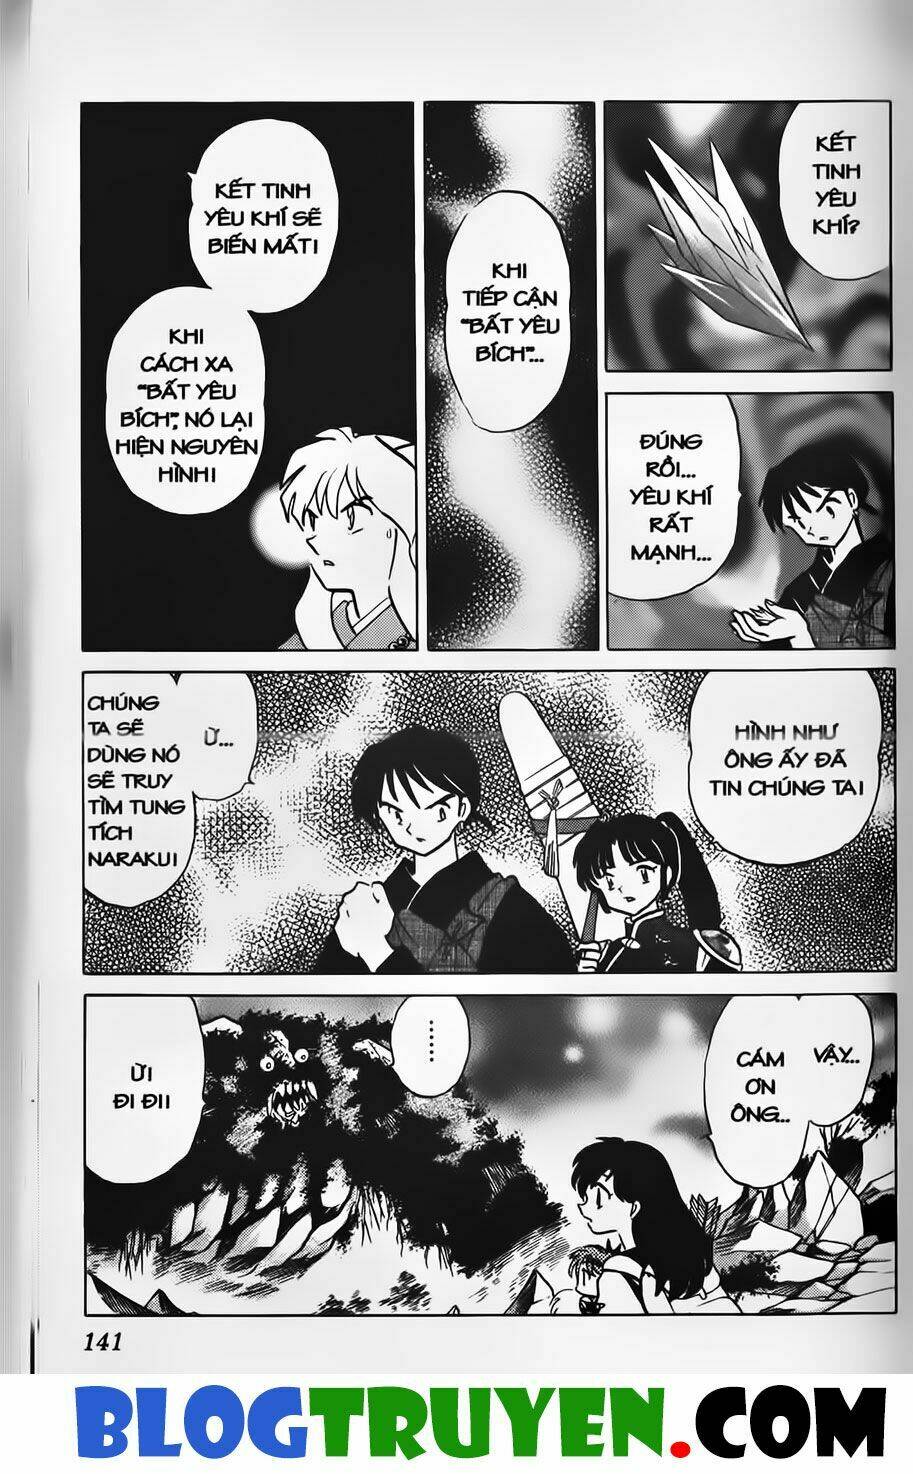 KẾT
TINH
YÊU
KHÍ?
ĐÚNG
RỒI...
YÊU KHÍ
RẤT
MẠNH...
KHI
TIẾP CẬN
"BẤT YÊU
BÍCH"...
KẾT TINH
YÊU KHÍ SẼ
BIẾN MẤT!
KHI
CÁCH XA
"BẤT YÊU
BÍCH", NÓ LẠI
HIỆN NGUYÊN
HÌNH!
HÌNH NHƯ
ÔNG ẤY ĐÃ
TIN CHÚNG TA!
Ừ...
CHÚNG
TA SẼ
DÙNG NÓ
SẼ TRUY
TÌM TUNG
TÍCH
NARAKU!
VẬY...
CÁM
ƠN
ÔNG...
......
ỪI
ĐI ĐI!
141
BLOGTRUYEN.COM